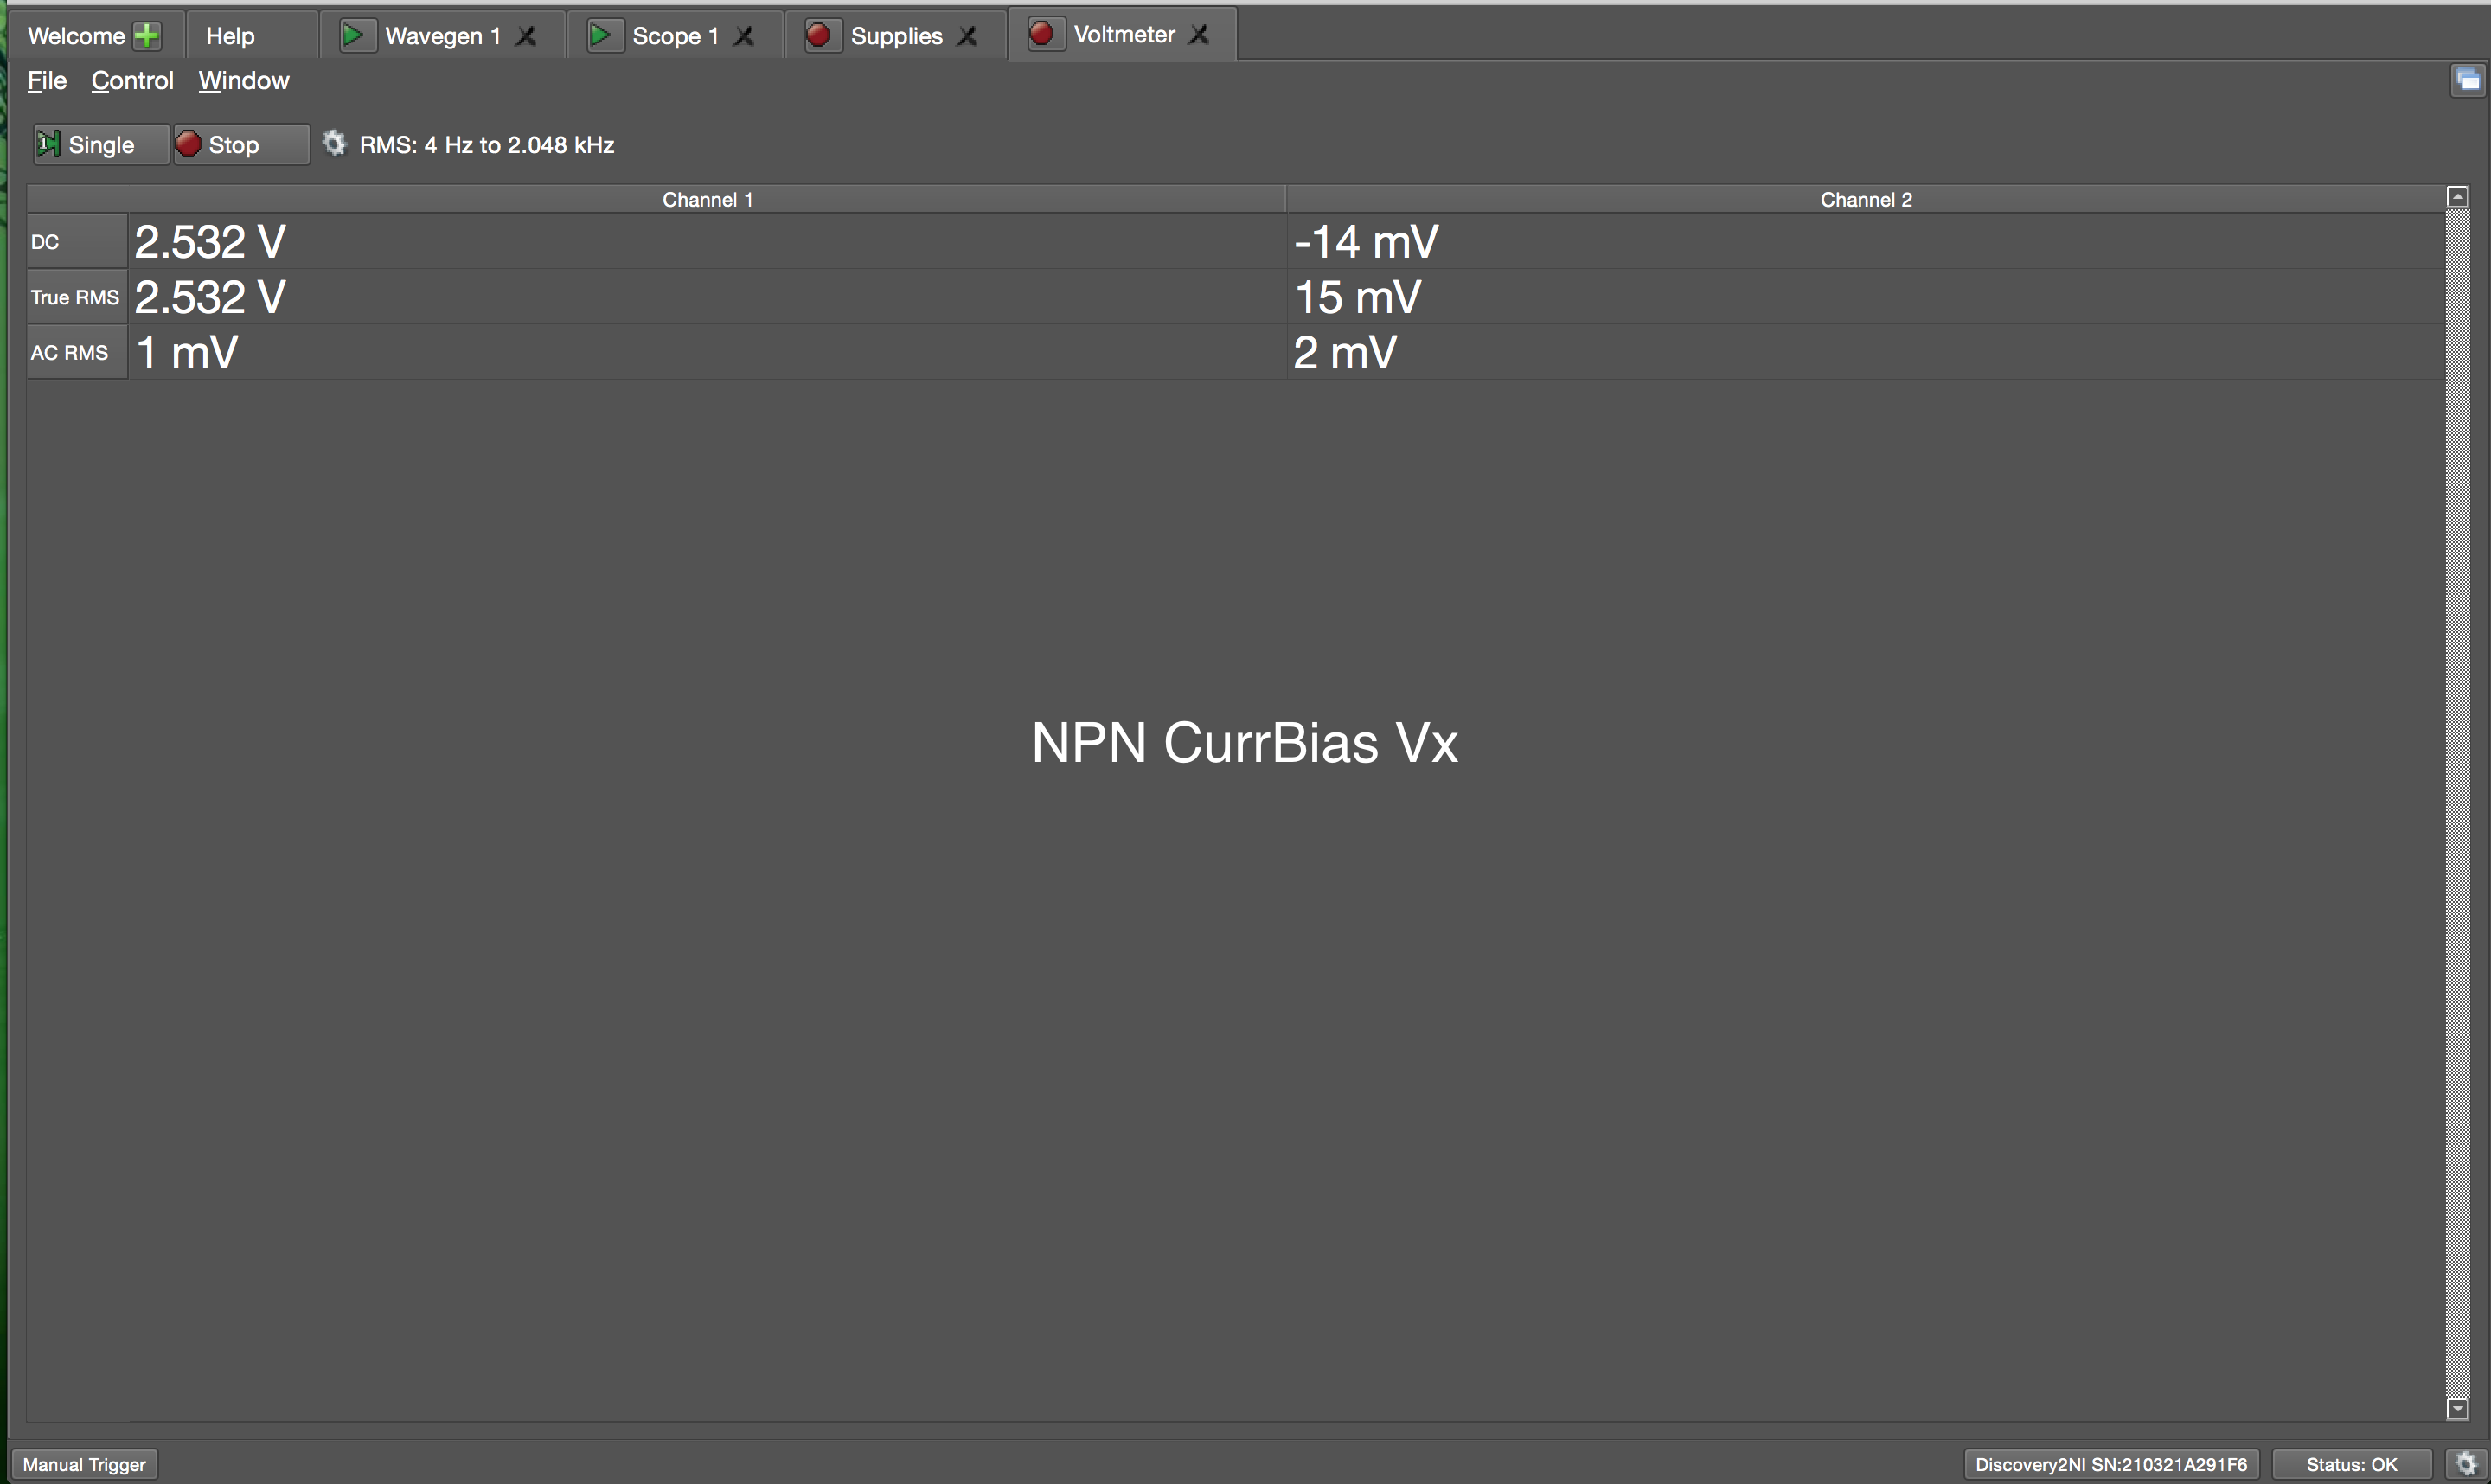 Welcome Help Wavegen 1 Scope 1 Supplies Voltmeter
File Control Window
1 Single Stop RMS: 4 Hz to 2.048 kHz
Channel 1 Channel 2
DC 2.532 V -14 mV
True RMS 2.532 V 15 mV
AC RMS 1 mV 2 mV
NPN CurrBias Vx
Manual Trigger Discovery2NI SN:210321A291F6 Status: OK